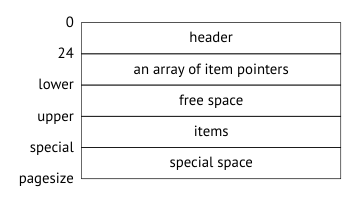 0
header
24
an array of item pointers
lower
free space
upper
items
special
special space
pagesize